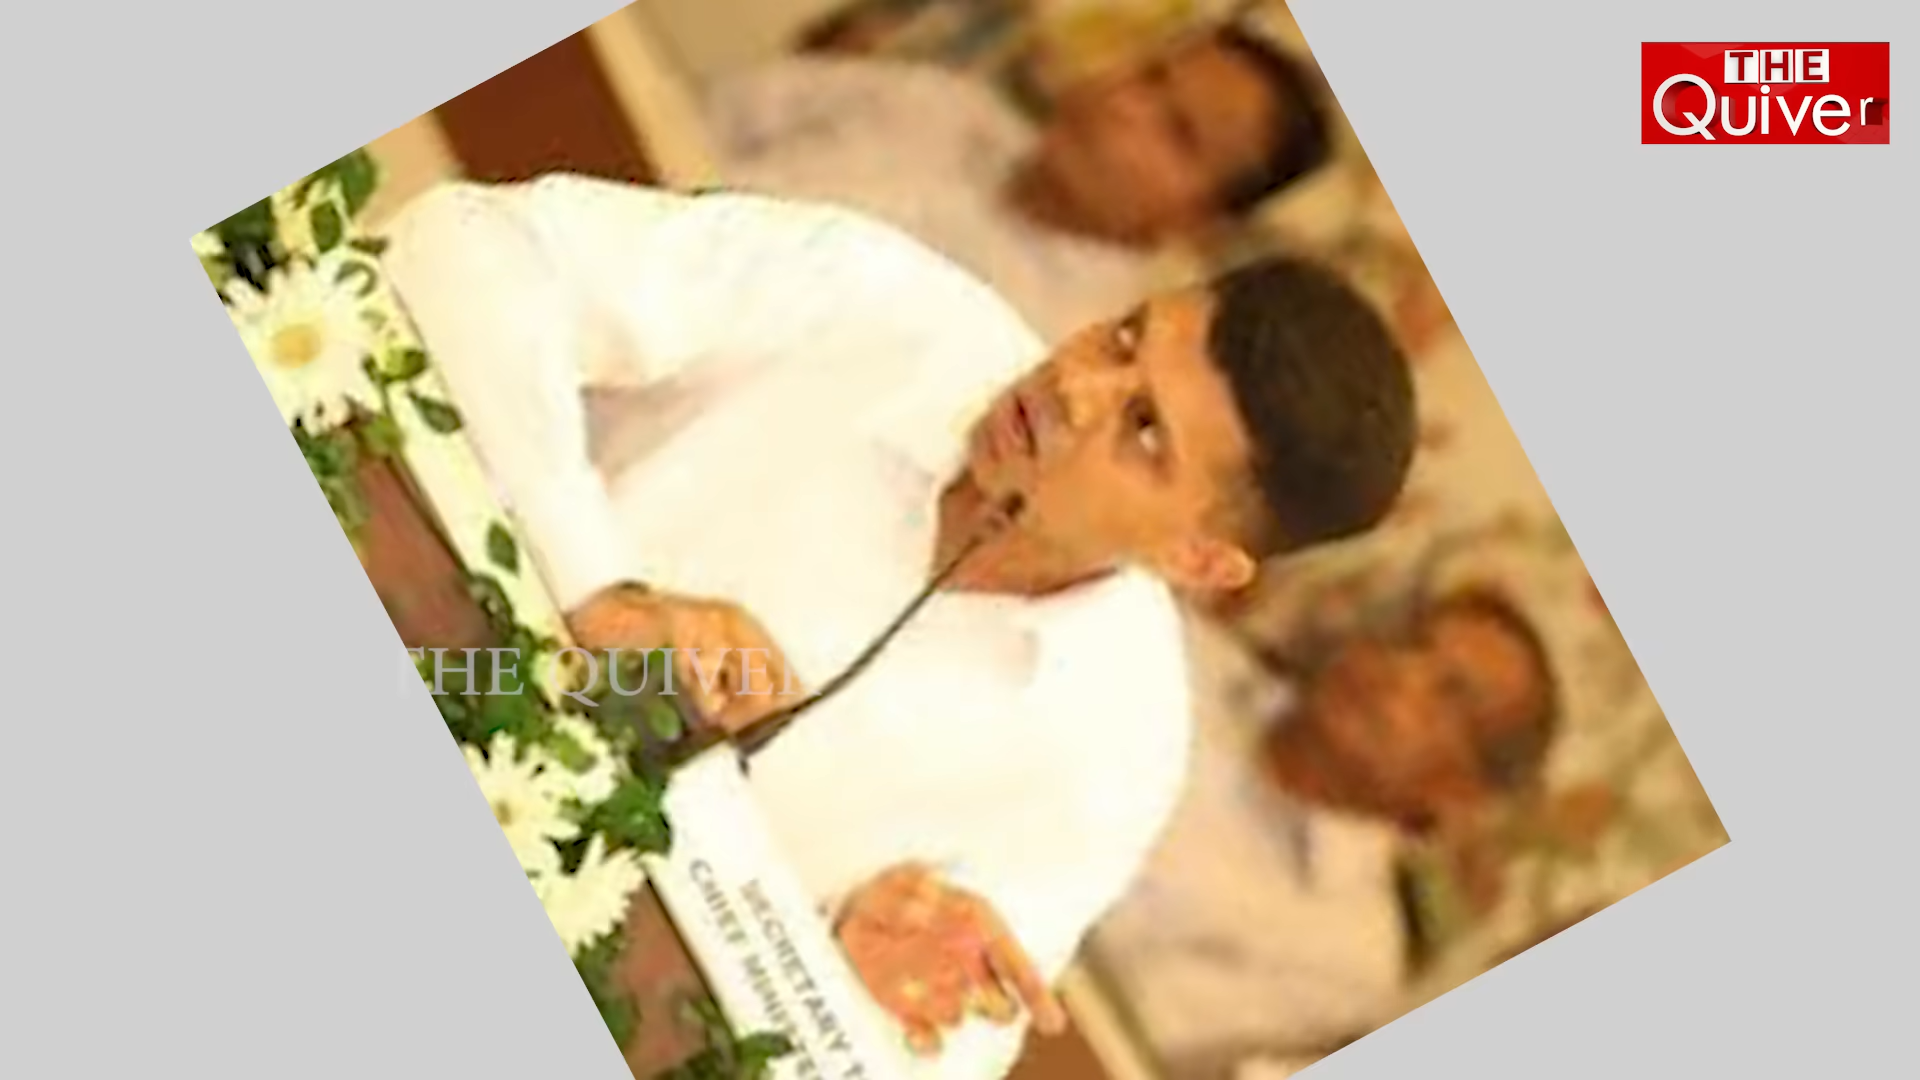 THE
Quiver
THE QUIVER
SECRETARY
CHIEF MINISTER